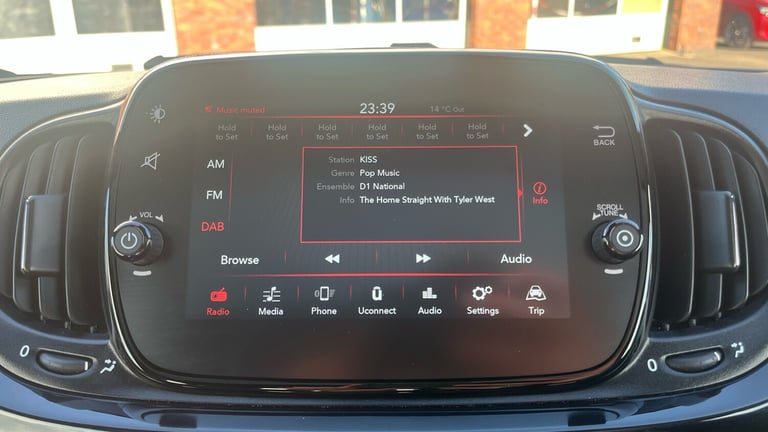 Music muted 23:39 14 °C Out
Hold to Set Hold to Set Hold to Set Hold to Set Hold to Set Hold to Set
BACK
AM
Station KISS
Genre Pop Music
Ensemble D1 National
Info The Home Straight With Tyler West
Info
FM
DAB
VOL
SCROLL
TUNE
Browse Audio
Radio Media Phone Uconnect Audio Settings Trip
0 0